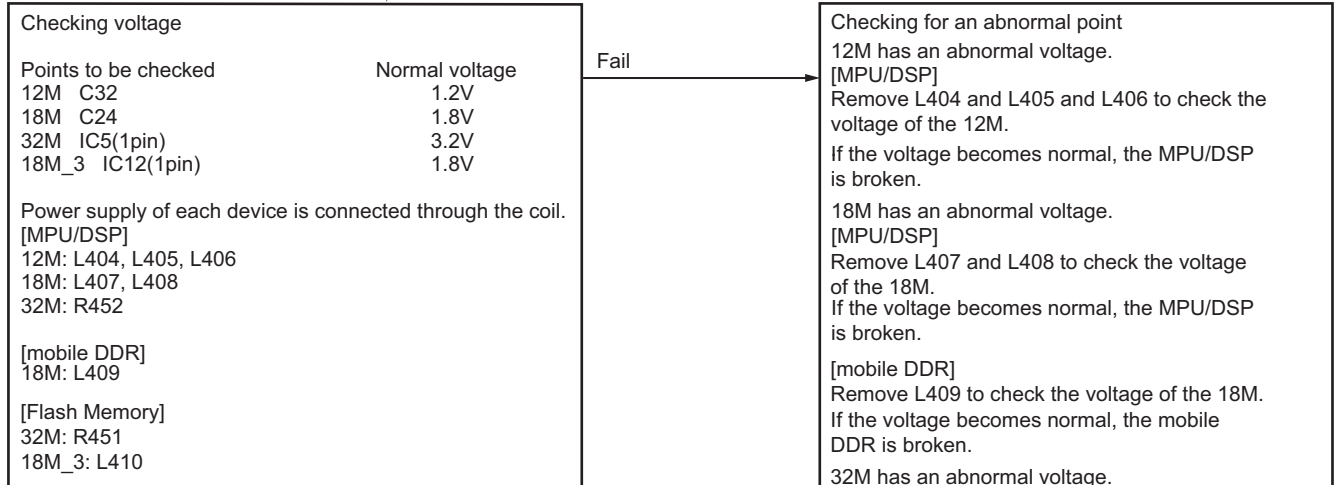 Checking voltage
Points to be checked Normal voltage
12M C32 1.2V
18M C24 1.8V
32M IC5(1pin) 3.2V
18M_3 IC12(1pin) 1.8V
Power supply of each device is connected through the coil.
[MPU/DSP]
12M: L404, L405, L406
18M: L407, L408
32M: R452
[mobile DDR]
18M: L409
[Flash Memory]
32M: R451
18M_3: L410
Fail
Checking for an abnormal point
12M has an abnormal voltage.
[MPU/DSP]
Remove L404 and L405 and L406 to check the
voltage of the 12M.
If the voltage becomes normal, the MPU/DSP
is broken.
18M has an abnormal voltage.
[MPU/DSP]
Remove L407 and L408 to check the voltage
of the 18M.
If the voltage becomes normal, the MPU/DSP
is broken.
[mobile DDR]
Remove L409 to check the voltage of the 18M.
If the voltage becomes normal, the mobile
DDR is broken.
32M has an abnormal voltage.